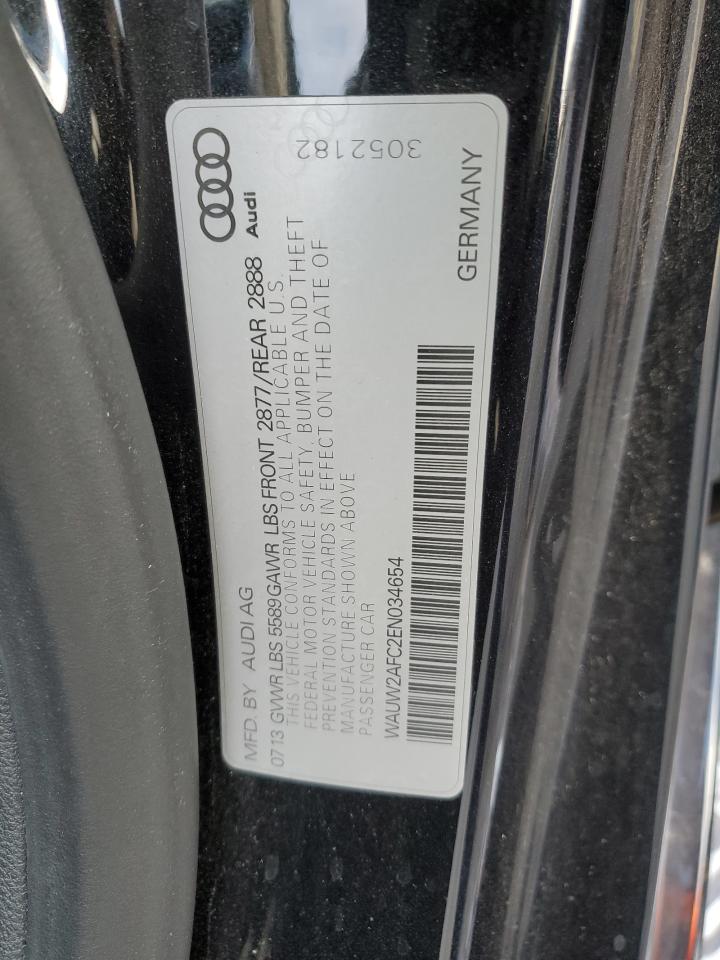 MFD. BY AUDI AG
Audi
0713 GVWR LBS 5589 GAWR LBS FRONT 2877/REAR 2888
THIS VEHICLE CONFORMS TO ALL APPLICABLE U.S.
FEDERAL MOTOR VEHICLE SAFETY, BUMPER AND THEFT
PREVENTION STANDARDS IN EFFECT ON THE DATE OF
MANUFACTURE SHOWN ABOVE
PASSENGER CAR
WAUW2AFC2EN034654
GERMANY
3052182